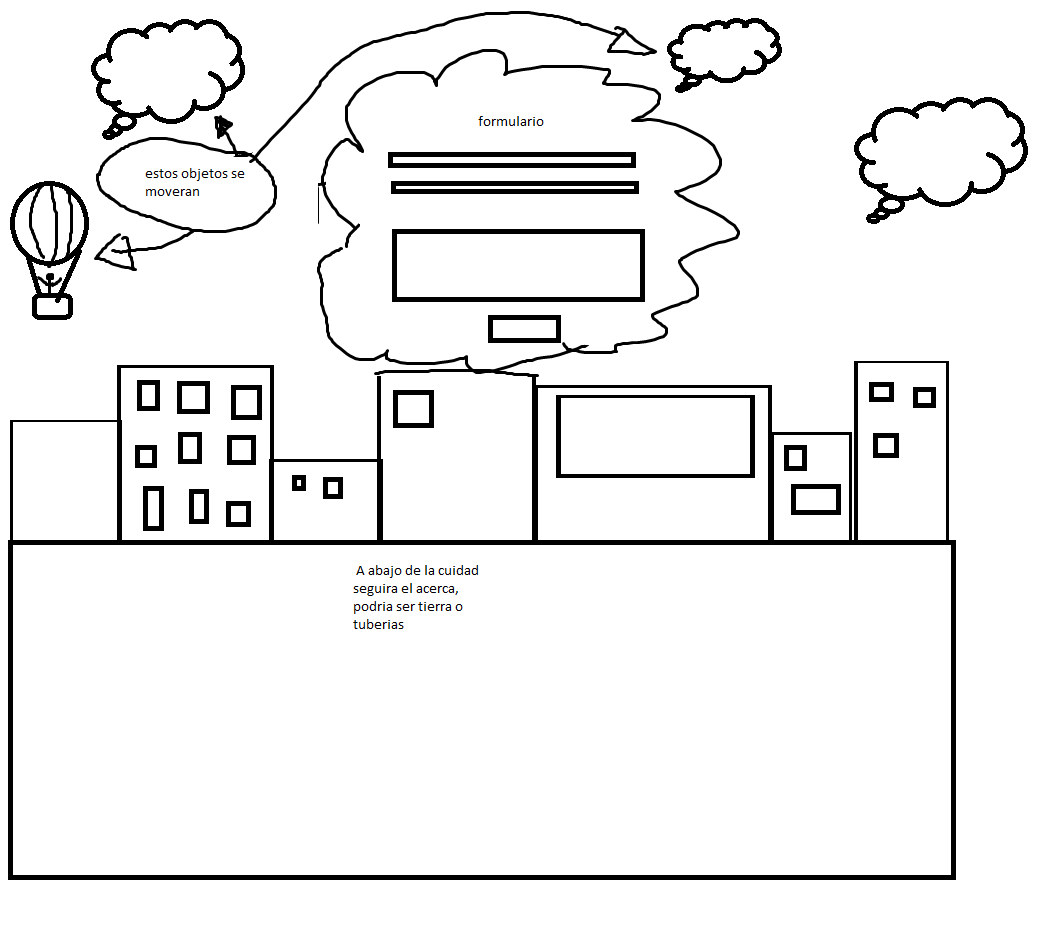 formulario
estos objetos se
moveran
A abajo de la cuidad
seguira el acerca,
podria ser tierra o
tuberias